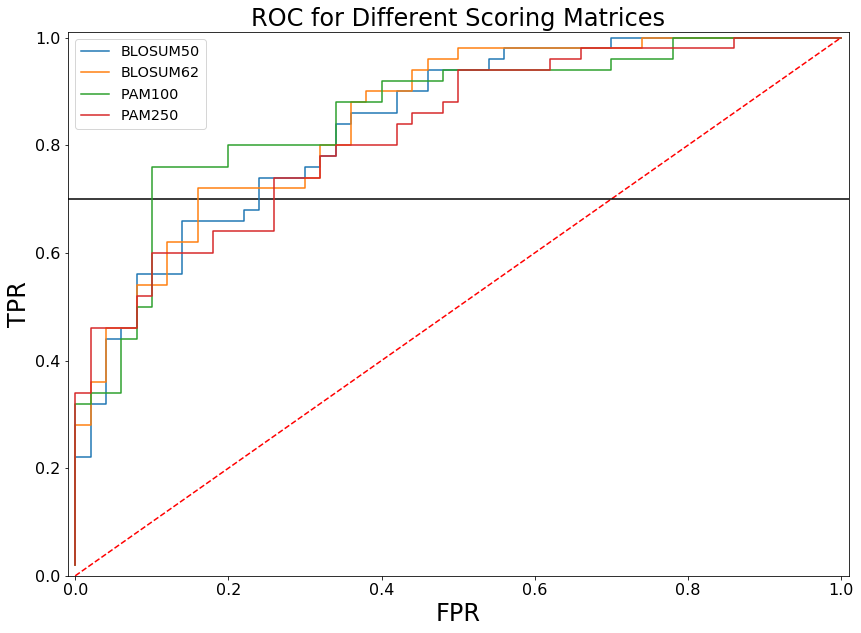 ROC for Different Scoring Matrices
BLOSUM50
BLOSUM62
PAM100
PAM250
1.0
0.8
0.6
0.4
0.2
0.0
TPR
0.0 0.2 0.4 0.6 0.8 1.0
FPR